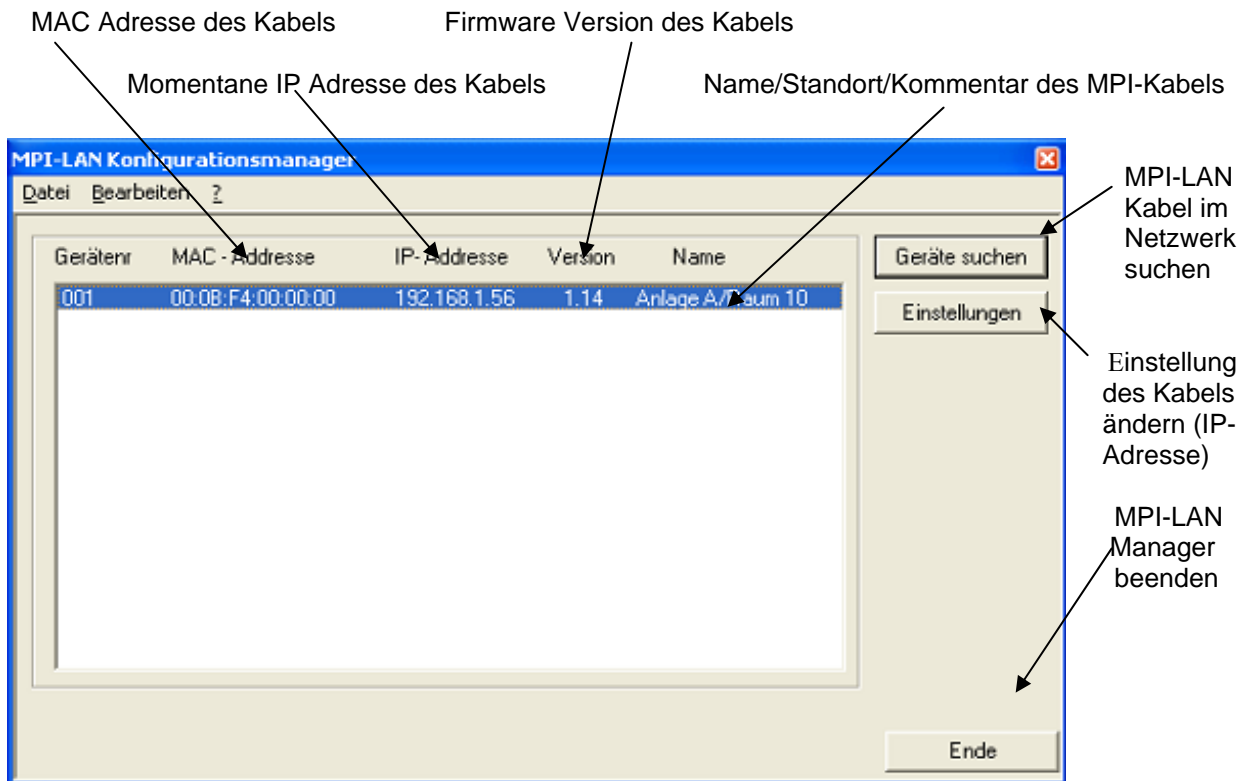 MAC Adresse des Kabels
Firmware Version des Kabels
Momentane IP Adresse des Kabels
Name/Standort/Kommentar des MPI-Kabels
MPI-LAN Konfigurationsmanager
Datei Bearbeiten ?
Gerätenr MAC - Addresse IP- Addresse Version Name
001 00:0B:F4:00:00:00 192.168.1.56 1.14 Anlage A/Raum 10
Geräte suchen
Einstellungen
Ende
MPI-LAN
Kabel im
Netzwerk
suchen
Einstellung
des Kabels
ändern (IP-
Adresse)
MPI-LAN
Manager
beenden